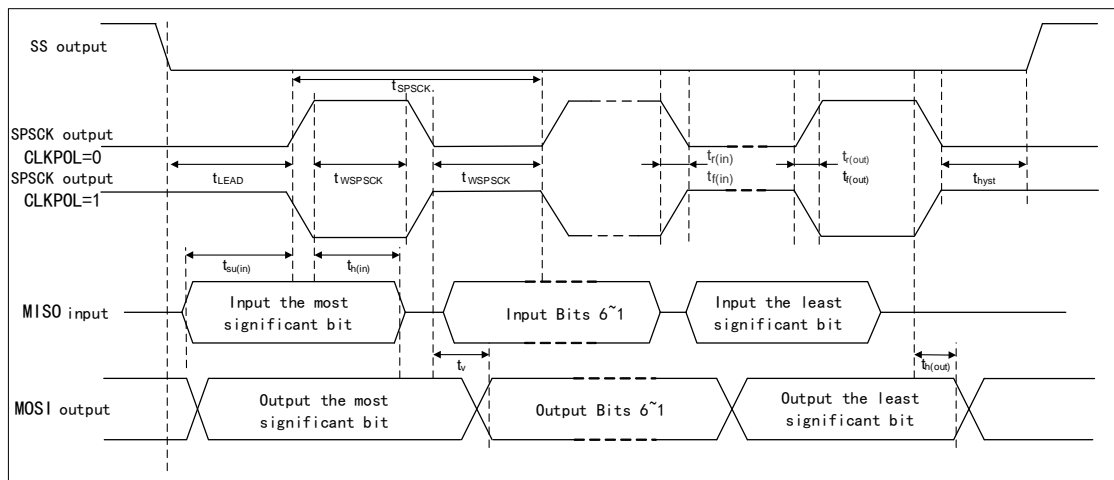 SS output
tSPSCK.
SPSCK output
CLKPOL=0
SPSCK output
CLKPOL=1
tLEAD
tWSPSCK
tWSPSCK
tr(in)
tf(in)
tr(out)
tf(out)
thyst
tsu(in)
th(in)
MISO input
Input the most
significant bit
Input Bits 6~1
Input the least
significant bit
tv
th(out)
MOSI output
Output the most
significant bit
Output Bits 6~1
Output the least
significant bit